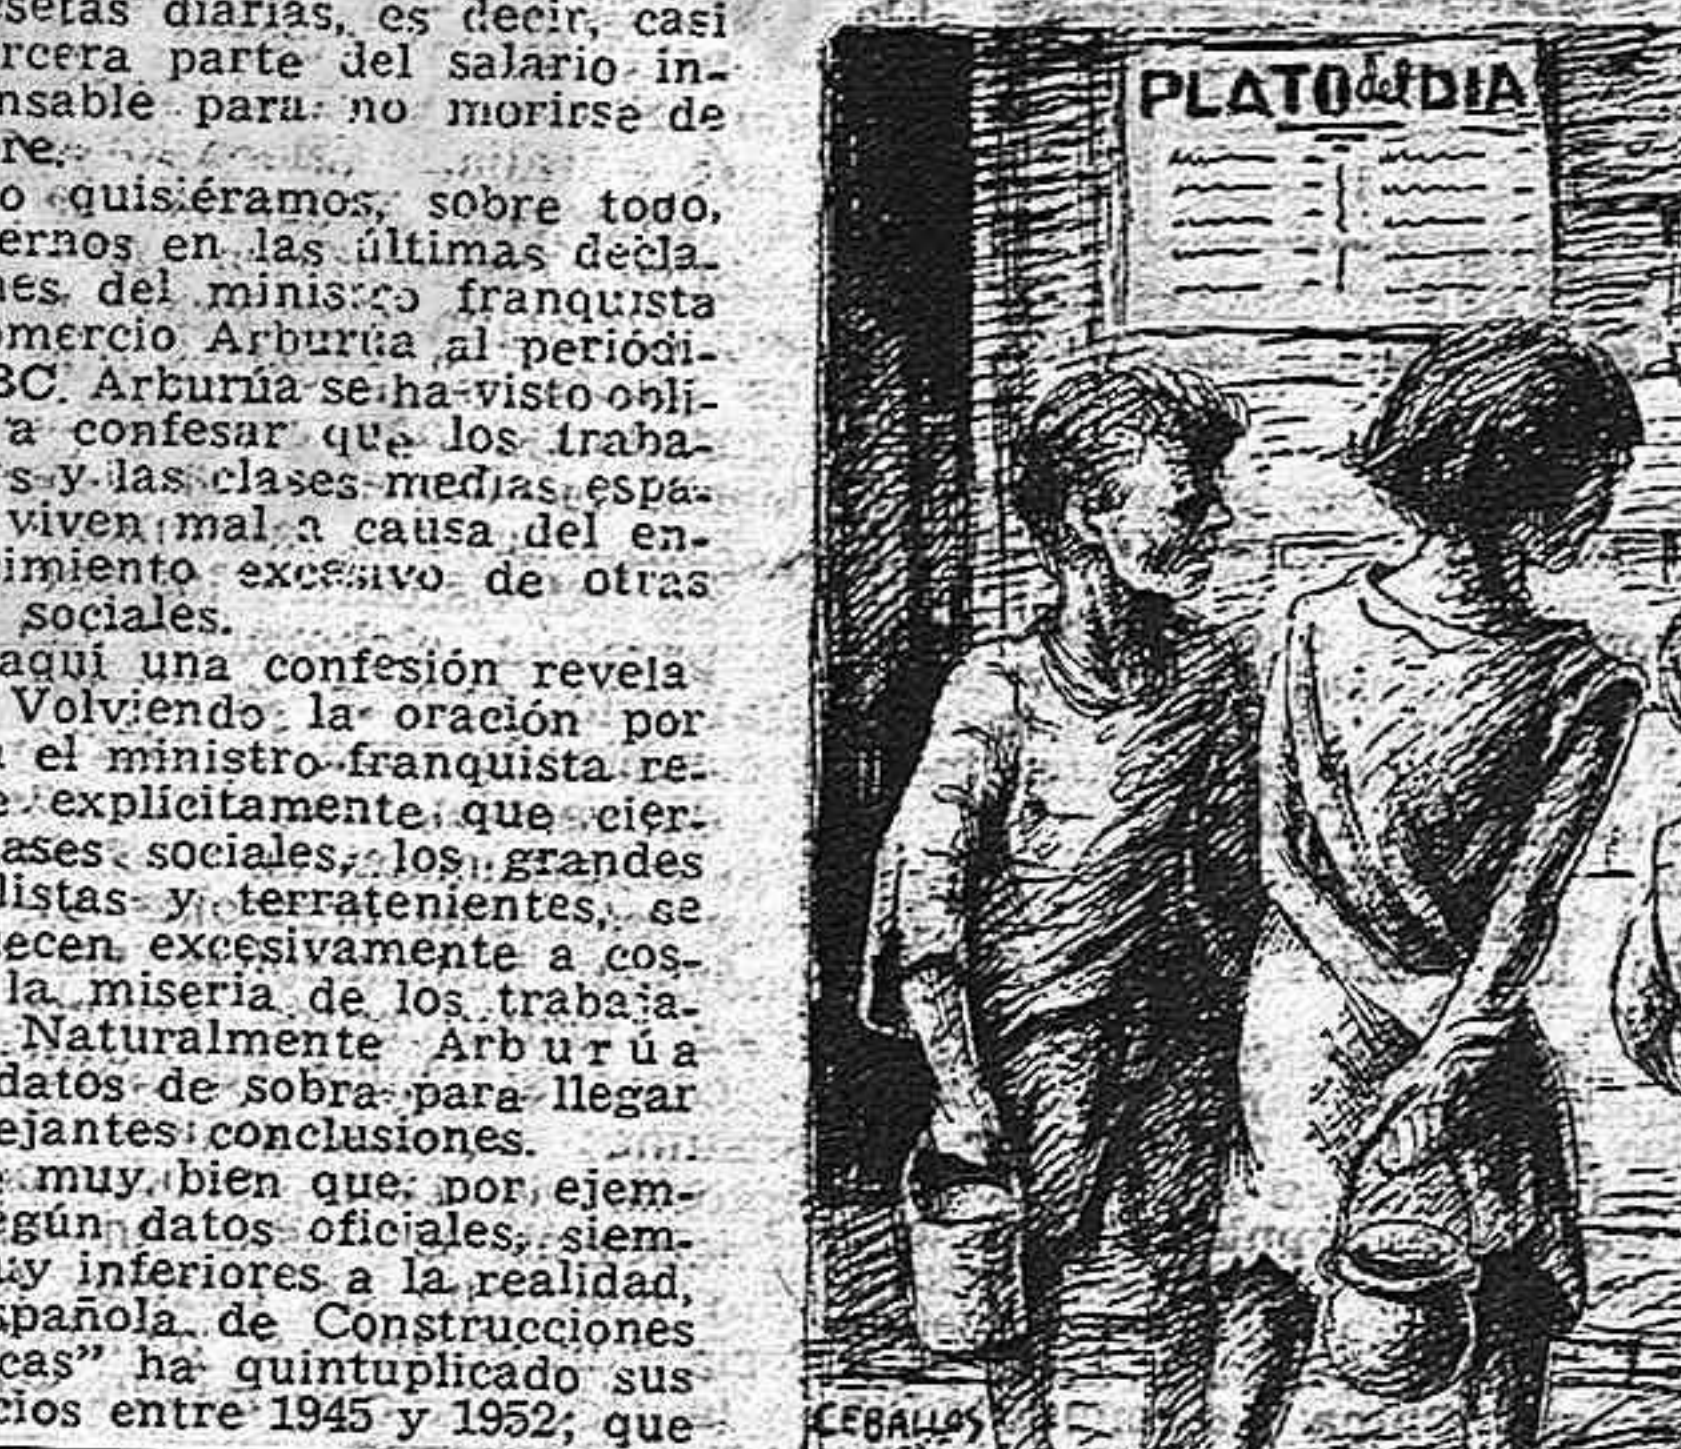 setas diarias, es decir, casi
rcera parte del salario in-
nsable para no morirse de
re.
o quisiéramos, sobre todo,
ernos en las últimas decla-
nes del ministro franquista
omercio Arburúa al periódi-
BC. Arburúa se ha visto obli-
a confesar que los traba-
s y las clases medias espa-
viven mal a causa del en-
imiento excesivo de otras
sociales.
aquí una confesión revela
Volviendo la oración por
a el ministro franquista re-
e explícitamente que cier-
ases sociales, los grandes
listas y terratenientes, se
ecen excesivamente a cos-
la miseria de los trabaja-
Naturalmente Arburúa
datos de sobra para llegar
ejantes conclusiones.
e muy bien que, por ejem-
egún datos oficiales, siem-
uy inferiores a la realidad,
spañola de Construcciones
cas" ha quintuplicado sus
cios entre 1945 y 1952; que
PLATO del DIA
CEBALLOS